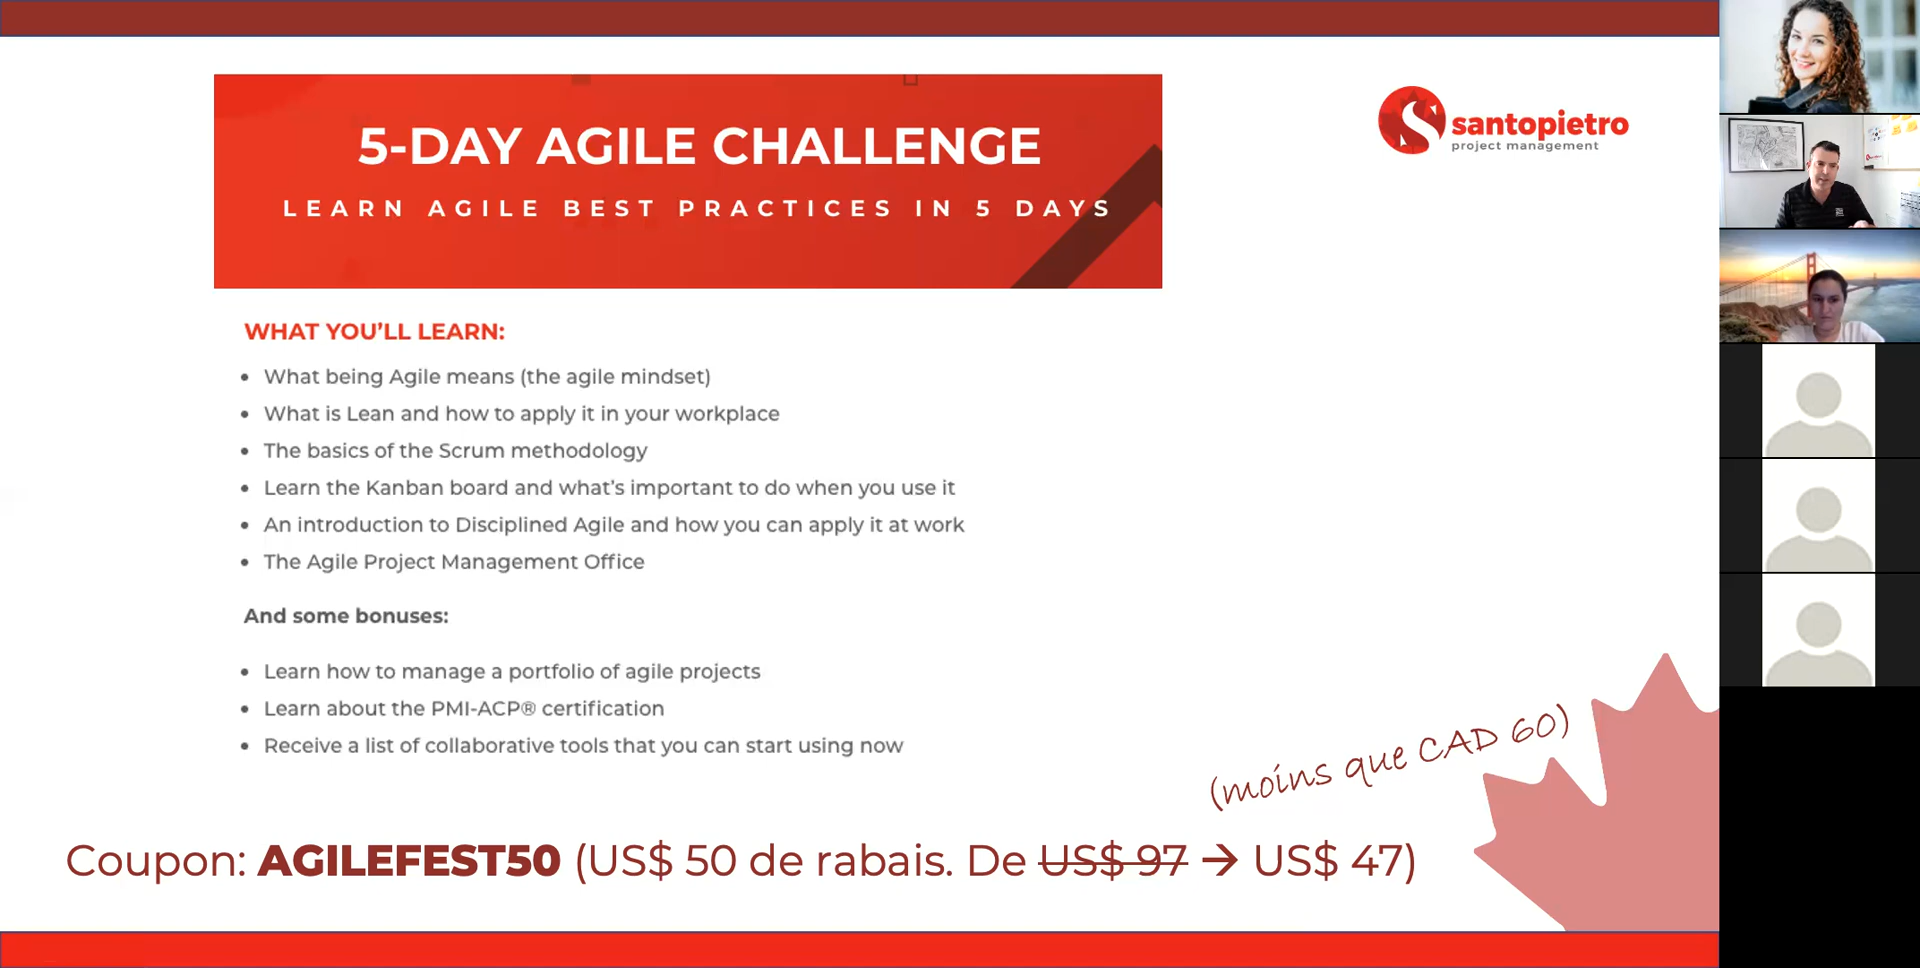 5-DAY AGILE CHALLENGE
LEARN AGILE BEST PRACTICES IN 5 DAYS
santopietro
project management
WHAT YOU'LL LEARN:
• What being Agile means (the agile mindset)
• What is Lean and how to apply it in your workplace
• The basics of the Scrum methodology
• Learn the Kanban board and what's important to do when you use it
• An introduction to Disciplined Agile and how you can apply it at work
• The Agile Project Management Office
And some bonuses:
• Learn how to manage a portfolio of agile projects
• Learn about the PMI-ACP® certification
• Receive a list of collaborative tools that you can start using now
(moins que CAD 60)
Coupon: AGILEFEST50 (US$ 50 de rabais. De US$ 97 → US$ 47)